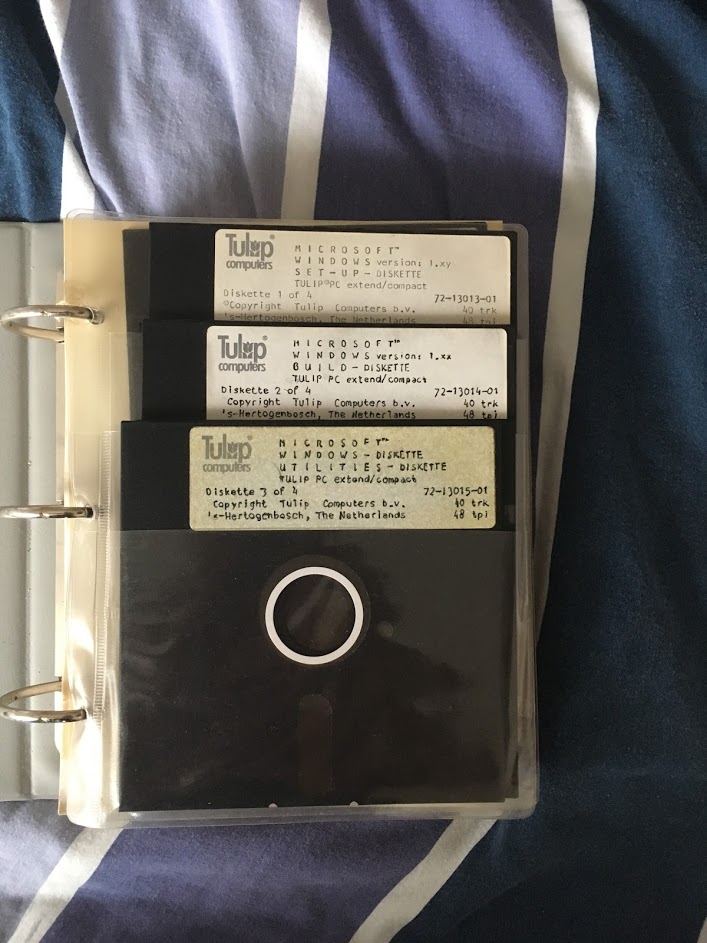 Tulip®
computers
MICROSOFT™
WINDOWS version: 1.xy
SET-UP-DISKETTE
TULIP®PC extend/compact
Diskette 1 of 4 72-13013-01
©Copyright Tulip Computers b.v. 40 trk
's-Hertogenbosch, The Netherlands 48 tpi
Tulip®
computers
MICROSOFT™
WINDOWS version: 1.xx
BUILD-DISKETTE
TULIP PC extend/compact
Diskette 2 of 4 72-13014-01
Copyright Tulip Computers b.v. 40 trk
's-Hertogenbosch, The Netherlands 48 tpi
Tulip®
computers
MICROSOFT™
WINDOWS-DISKETTE
UTILITIES-DISKETTE
TULIP PC extend/compact
Diskette 3 of 4 72-13015-01
Copyright Tulip Computers b.v. 40 trk
's-Hertogenbosch, The Netherlands 48 tpi